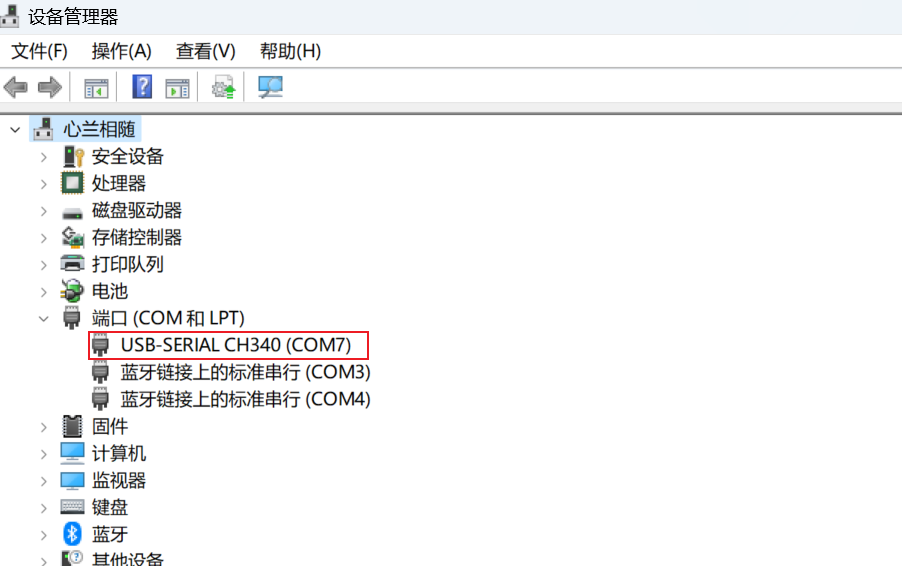 设备管理器
文件(F) 操作(A) 查看(V) 帮助(H)
心兰相随
安全设备
处理器
磁盘驱动器
存储控制器
打印队列
电池
端口 (COM 和 LPT)
USB-SERIAL CH340 (COM7)
蓝牙链接上的标准串行 (COM3)
蓝牙链接上的标准串行 (COM4)
固件
计算机
监视器
键盘
蓝牙
其他设备